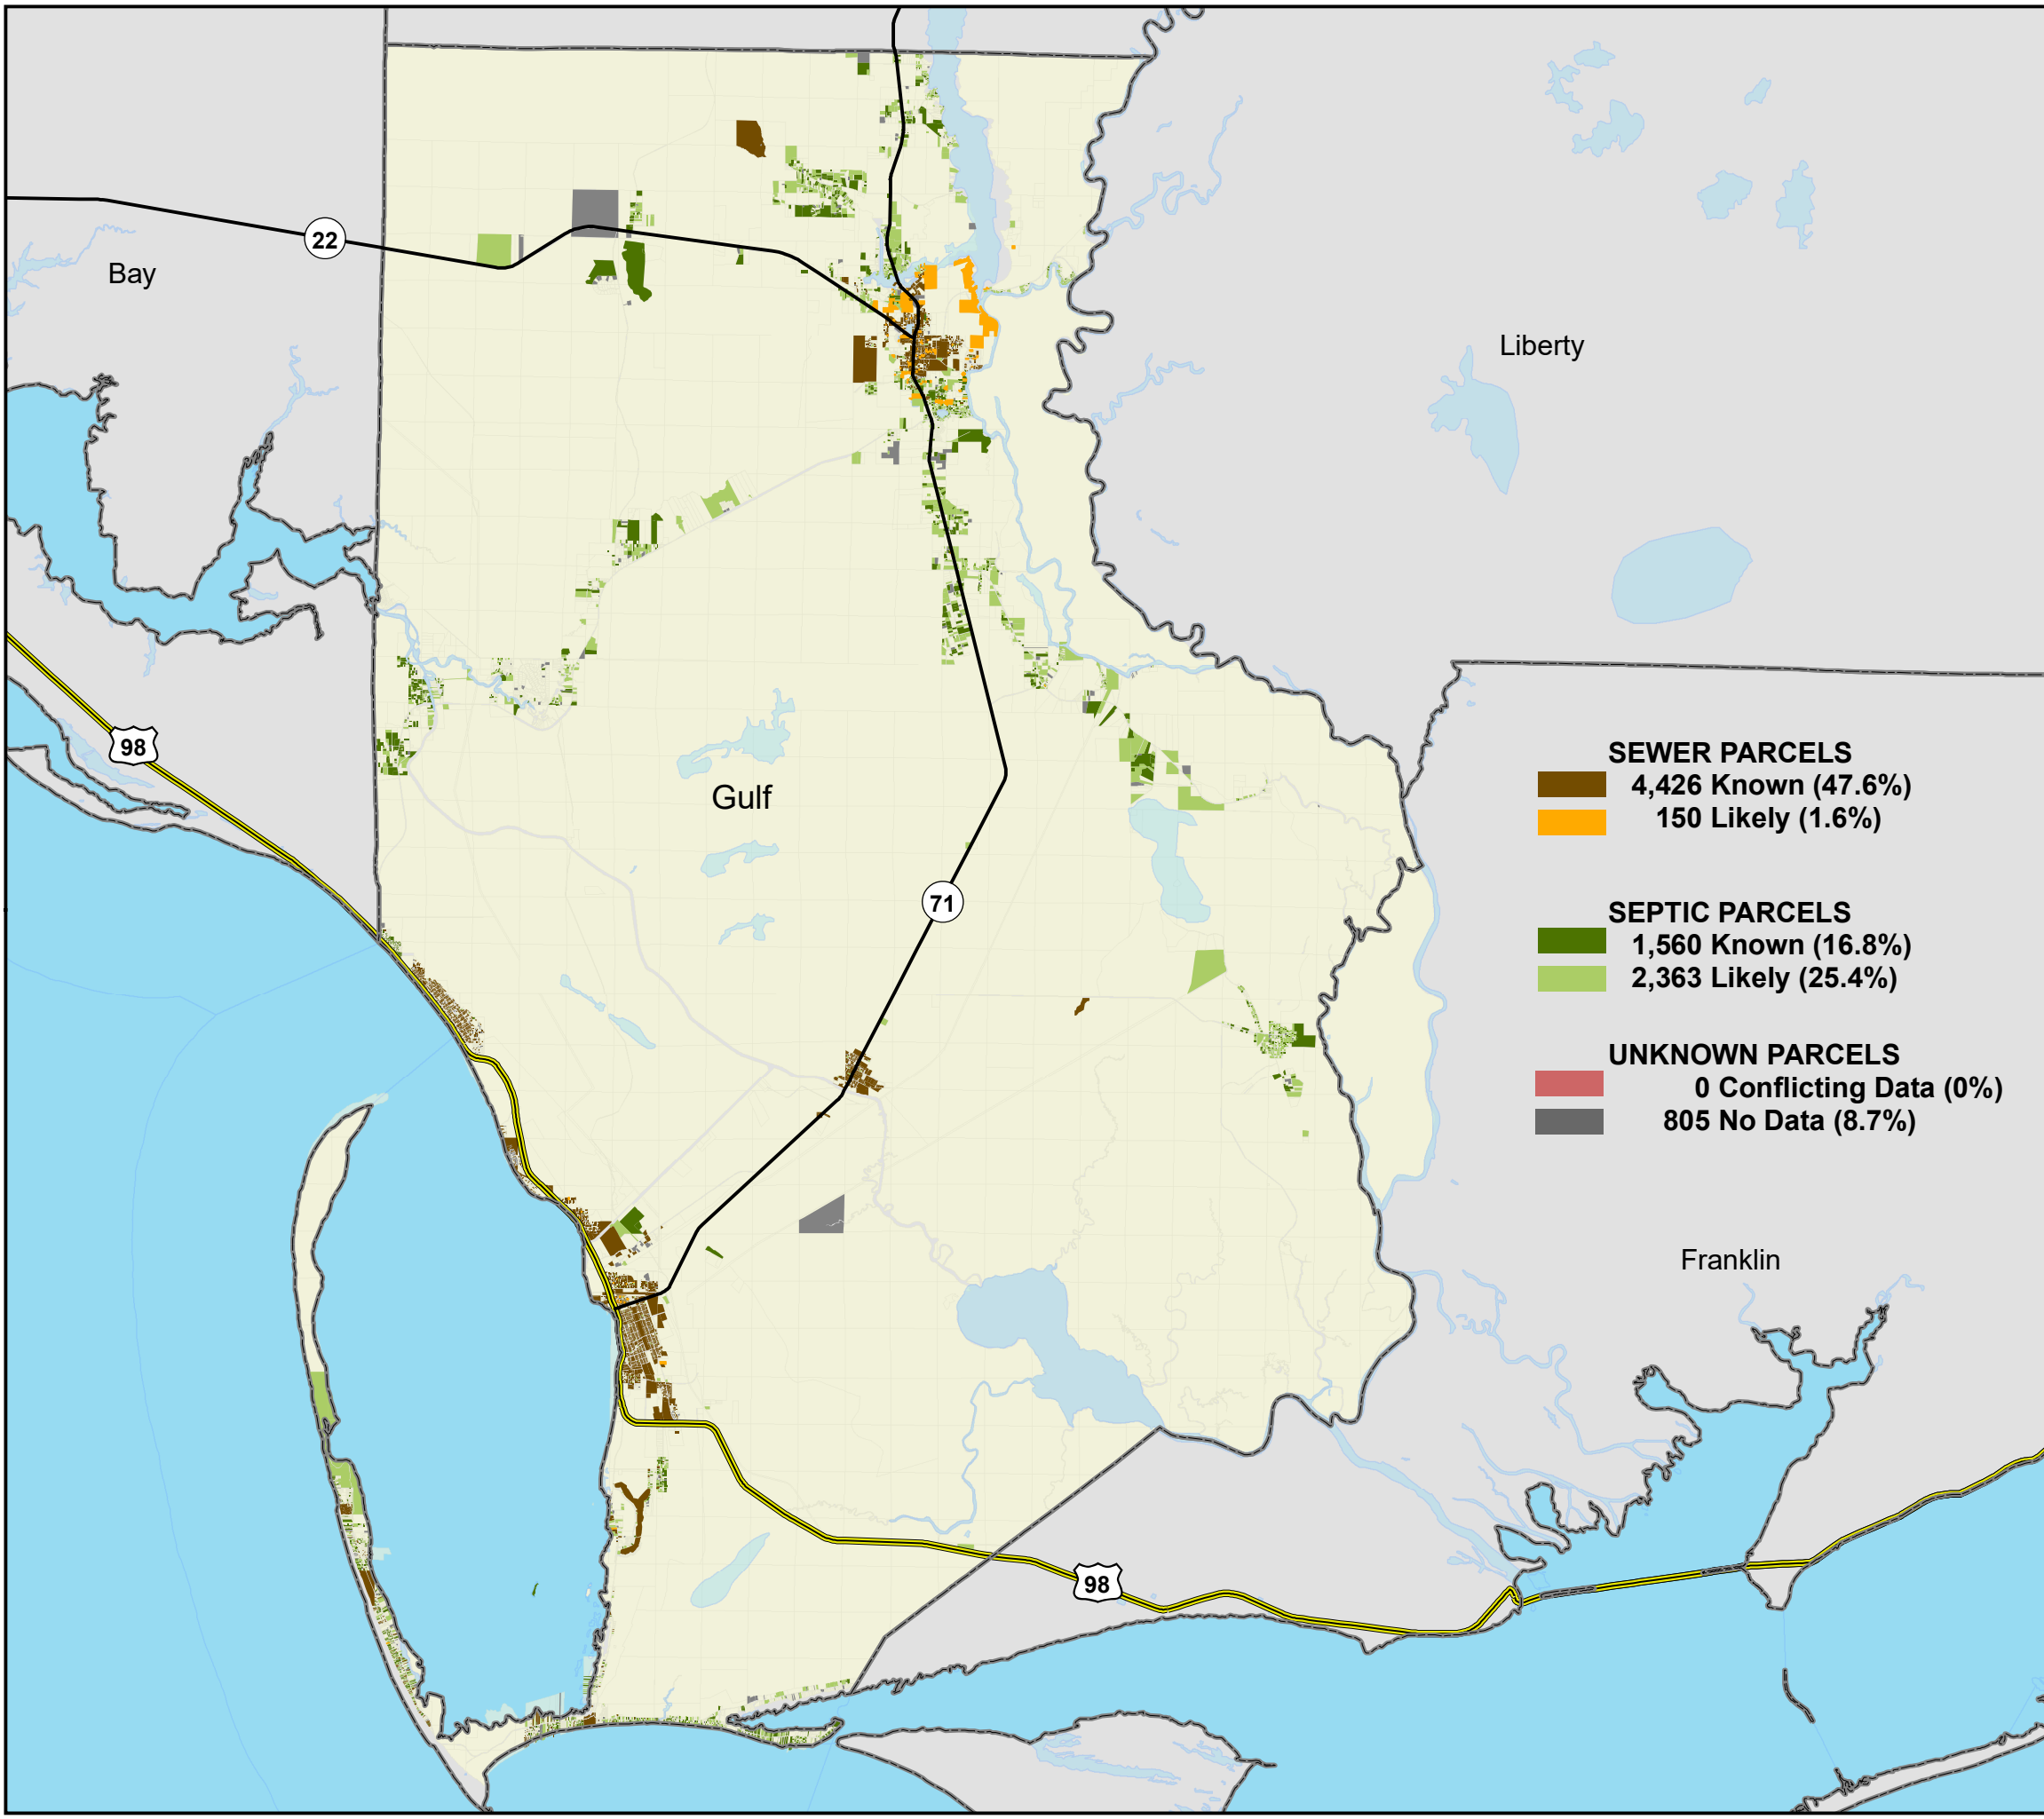 22
Bay
Liberty
98
SEWER PARCELS
4,426 Known (47.6%)
150 Likely (1.6%)
Gulf
71
SEPTIC PARCELS
1,560 Known (16.8%)
2,363 Likely (25.4%)
UNKNOWN PARCELS
0 Conflicting Data (0%)
805 No Data (8.7%)
Franklin
98